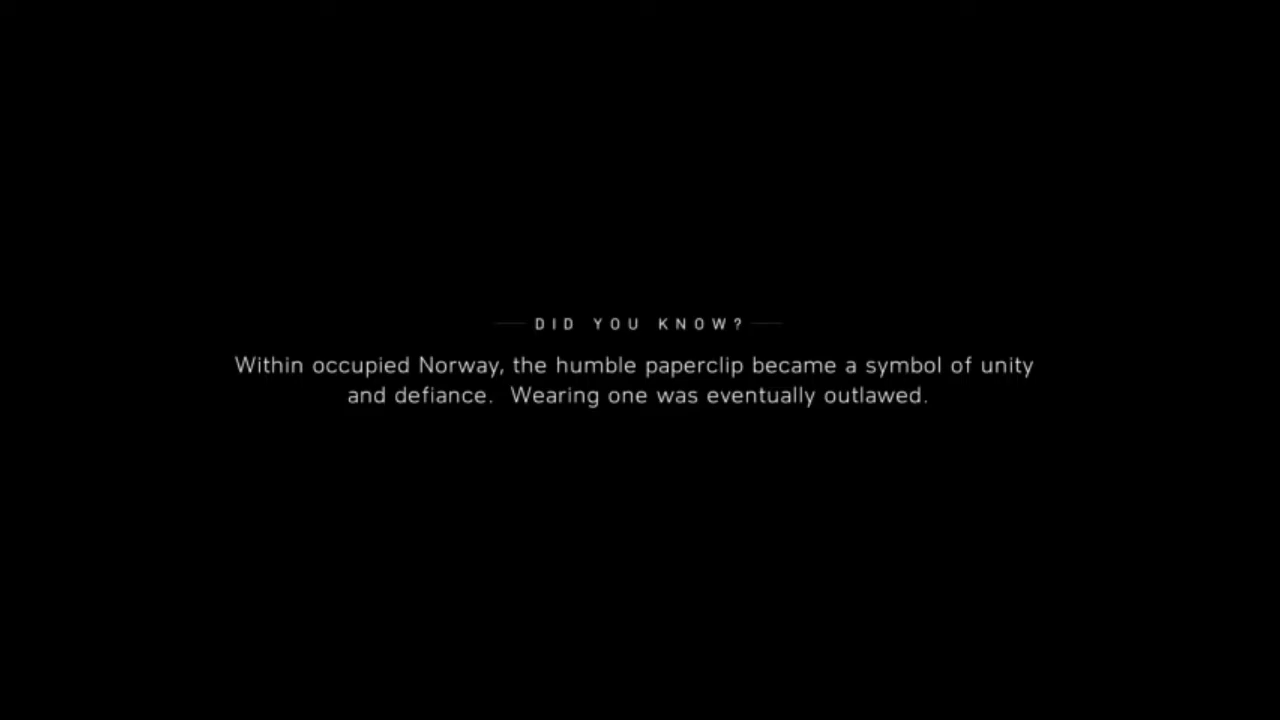 DID YOU KNOW?
Within occupied Norway, the humble paperclip became a symbol of unity
and defiance.  Wearing one was eventually outlawed.